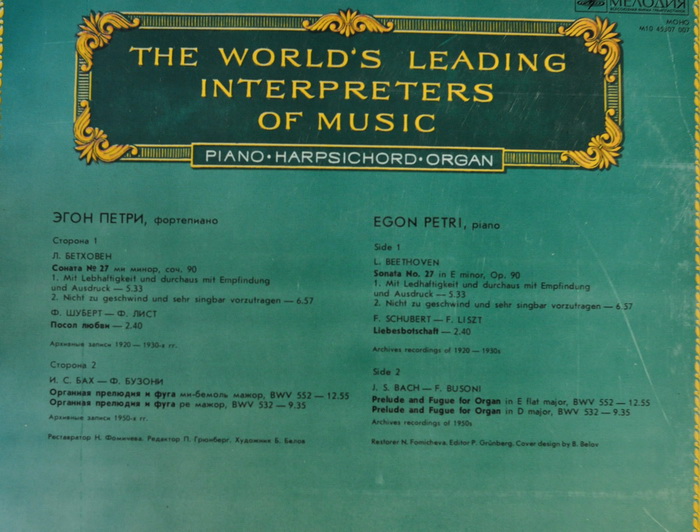 МЕЛОДИЯ
МОНО
THE WORLD'S LEADING
INTERPRETERS
OF MUSIC
PIANO•HARPSICHORD•ORGAN
ЭГОН ПЕТРИ, фортепиано
Сторона 1
Л. БЕТХОВЕН
Соната № 27 ми минор, соч. 90
1. Mit Lebhaftigkeit und durchaus mit Empfindung
und Ausdruck — 5.33
2. Nicht zu geschwind und sehr singbar vorzutragen — 6.57
Ф. ШУБЕРТ — Ф. ЛИСТ
Посол любви — 2.40
Архивные записи 1920 — 1930-х гг.
Сторона 2
И. С. БАХ — Ф. БУЗОНИ
Органная прелюдия и фуга ми-бемоль мажор, BWV 552 — 12.55
Органная прелюдия и фуга ре мажор, BWV 532 — 9.35
Архивные записи 1950-х гг.
Реставратор Н. Фомичева. Редактор П. Грюнберг. Художник Б. Белов
EGON PETRI, piano
Side 1
L. BEETHOVEN
Sonata No. 27 in E minor, Op. 90
1. Mit Ledhaftigkeit und durchaus mit Empfindung
und Ausdruck — 5.33
2. Nicht zu geschwind und sehr singbar vorzutragen — 6.57
F. SCHUBERT — F. LISZT
Liebesbotschaft — 2.40
Archives recordings of 1920 — 1930s
Side 2
J. S. BACH — F. BUSONI
Prelude and Fugue for Organ in E flat major, BWV 552 — 12.55
Prelude and Fugue for Organ in D major, BWV 532 — 9.35
Archives recordings of 1950s
Restorer N. Fomicheva. Editor P. Grünberg. Cover design by B. Belov